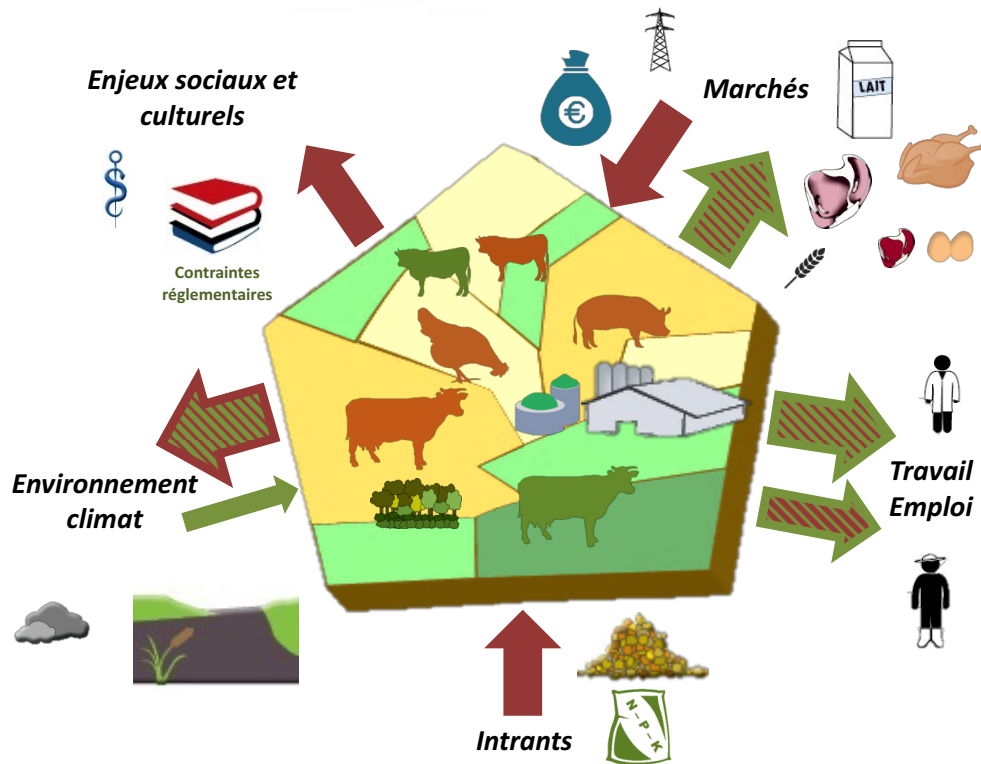 Enjeux sociaux et
culturels
Marchés
LAIT
Contraintes
réglementaires
€
Environnement
climat
Travail
Emploi
Intrants
N-P-K